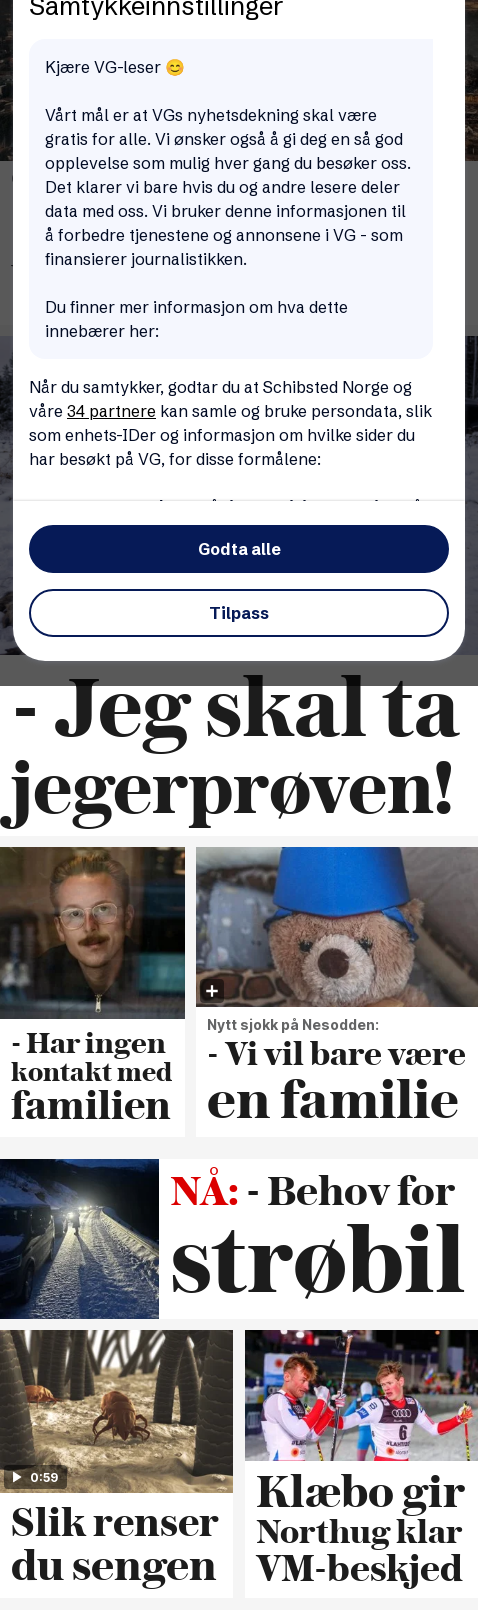 Samtykkeinnstillinger
Kjære VG-leser 😊
Vårt mål er at VGs nyhetsdekning skal være
gratis for alle. Vi ønsker også å gi deg en så god
opplevelse som mulig hver gang du besøker oss.
Det klarer vi bare hvis du og andre lesere deler
data med oss. Vi bruker denne informasjonen til
å forbedre tjenestene og annonsene i VG - som
finansierer journalistikken.
Du finner mer informasjon om hva dette
innebærer her:
Når du samtykker, godtar du at Schibsted Norge og
våre 34 partnere kan samle og bruke persondata, slik
som enhets-IDer og informasjon om hvilke sider du
har besøkt på VG, for disse formålene:
Godta alle
Tilpass
- Jeg skal ta
jegerprøven!
- Har ingen
kontakt med
familien
Nytt sjokk på Nesodden:
- Vi vil bare være
en familie
NÅ: - Behov for
strøbil
0:59
Slik renser
du sengen
6
Klæbo gir
Northug klar
VM-beskjed